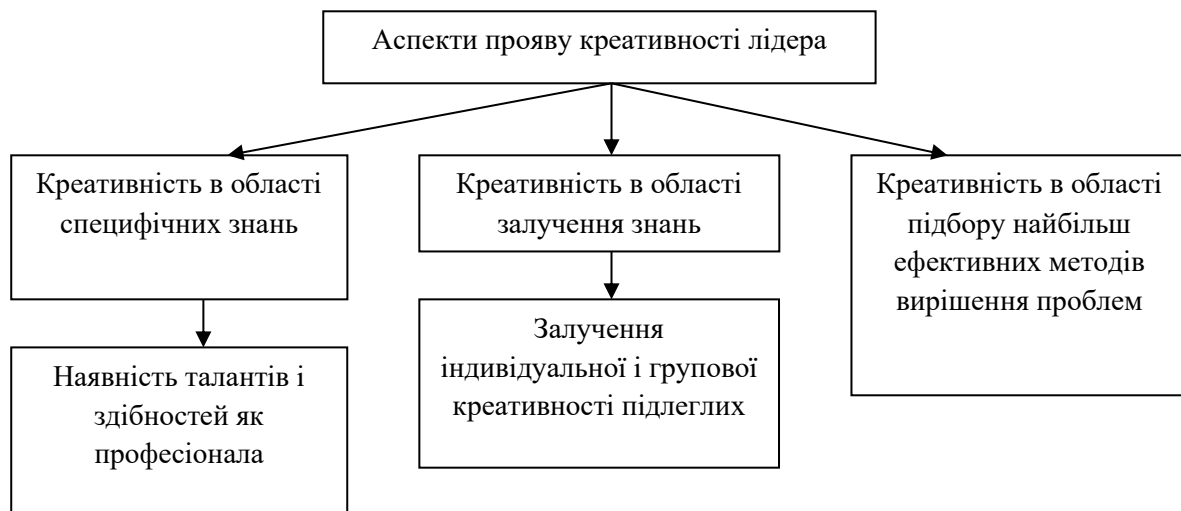 Аспекти прояву креативності лідера
Креативність в області
специфічних знань
Креативність в області
залучення знань
Креативність в області
підбору найбільш
ефективних методів
вирішення проблем
Наявність талантів і
здібностей як
професіонала
Залучення
індивідуальної і групової
креативності підлеглих